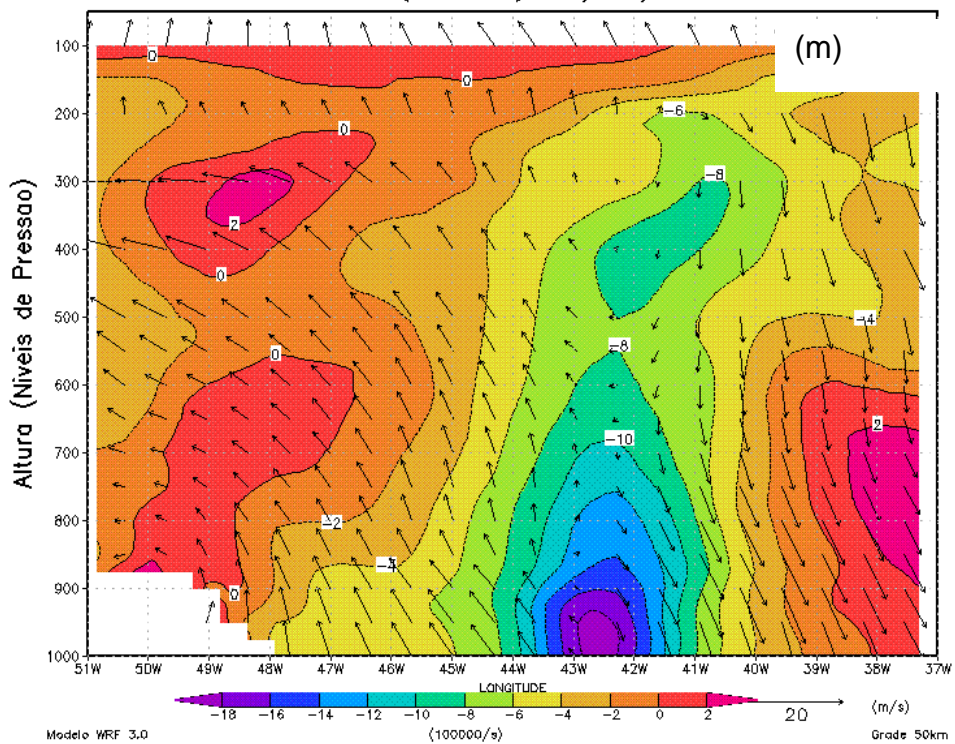 (m)
Altura (Niveis de Pressao)
100
200
300
400
500
600
700
800
900
1000
0
0
0
-6
-8
2
0
-4
-8
0
2
-10
-2
0
51W 50W 49W 48W 47W 46W 45W 44W 43W 42W 41W 40W 39W 38W 37W
LONGITUDE
-18 -16 -14 -12 -10 -8 -6 -4 -2 0 2
20 (m/s)
(100000/s)
Modelo WRF 3.0
Grade 50km